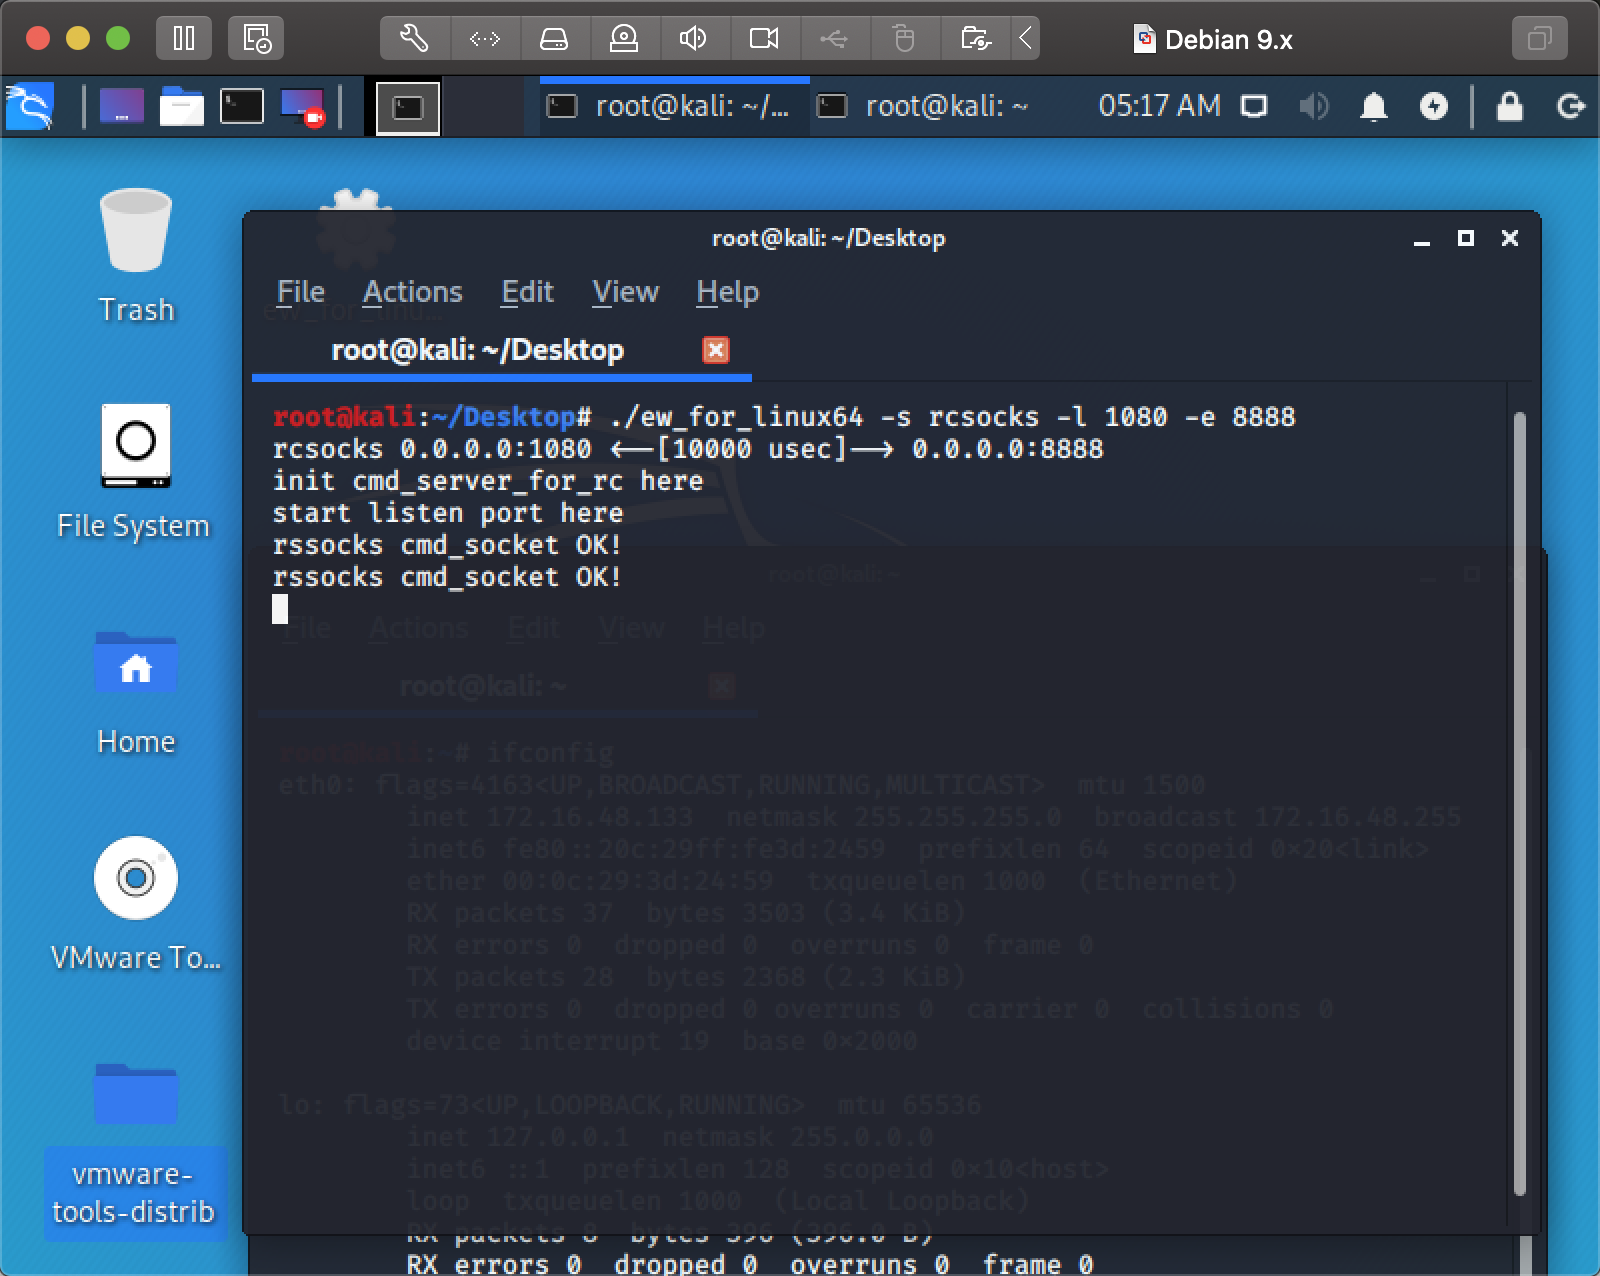 Debian 9.x
root@kali: ~/...
root@kali: ~
05:17 AM
Trash
File System
Home
VMware To...
vmware-
tools-distrib
ew_for_linu...
root@kali: ~/Desktop
File Actions Edit View Help
root@kali: ~/Desktop
root@kali:~/Desktop# ./ew_for_linux64 -s rcsocks -l 1080 -e 8888
rcsocks 0.0.0.0:1080 <--[10000 usec]--> 0.0.0.0:8888
init cmd_server_for_rc here
start listen port here
rssocks cmd_socket OK!
rssocks cmd_socket OK!
root@kali: ~
File Actions Edit View Help
root@kali: ~
root@kali:~# ifconfig
eth0: flags=4163<UP,BROADCAST,RUNNING,MULTICAST> mtu 1500
inet 172.16.48.133 netmask 255.255.255.0 broadcast 172.16.48.255
inet6 fe80::20c:29ff:fe3d:2459 prefixlen 64 scopeid 0x20<link>
ether 00:0c:29:3d:24:59 txqueuelen 1000 (Ethernet)
RX packets 37 bytes 3503 (3.4 KiB)
RX errors 0 dropped 0 overruns 0 frame 0
TX packets 28 bytes 2368 (2.3 KiB)
TX errors 0 dropped 0 overruns 0 carrier 0 collisions 0
device interrupt 19 base 0x2000
lo: flags=73<UP,LOOPBACK,RUNNING> mtu 65536
inet 127.0.0.1 netmask 255.0.0.0
inet6 ::1 prefixlen 128 scopeid 0x10<host>
loop txqueuelen 1000 (Local Loopback)
RX packets 8 bytes 396 (396.0 B)
RX errors 0 dropped 0 overruns 0 frame 0